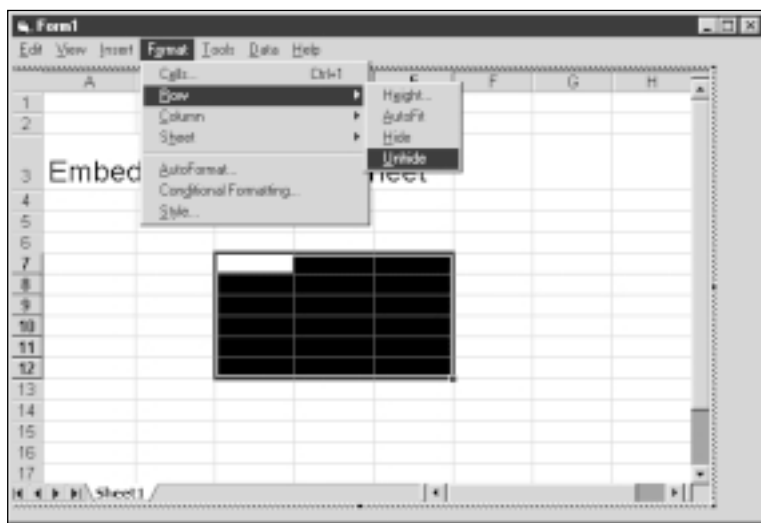 Form1
Edit View Insert Format Tools Data Help
A E F G H
Cells... Ctrl+1
Row
Column
Sheet
AutoFormat...
Conditional Formatting...
Style...
Height...
AutoFit
Hide
Unhide
1
2
3 Embed heet
4
5
6
7
8
9
10
11
12
13
14
15
16
17
Sheet1